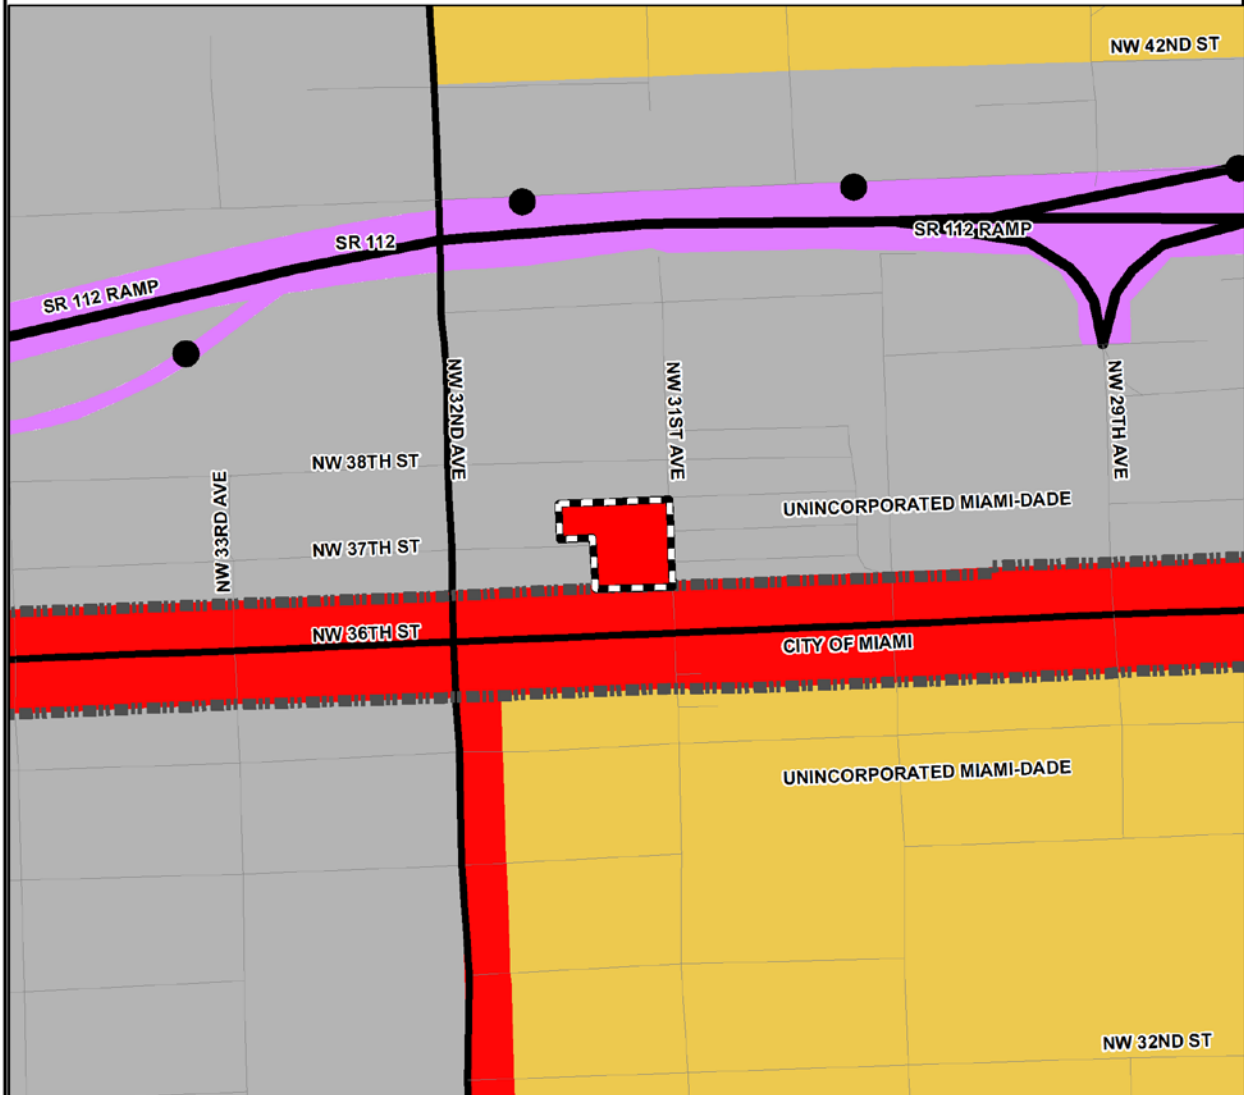 NW 42ND ST
SR 112
SR 112 RAMP
SR 112 RAMP
NW 32ND AVE
NW 31ST AVE
NW 29TH AVE
NW 38TH ST
NW 33RD AVE
UNINCORPORATED MIAMI-DADE
NW 37TH ST
NW 36TH ST
CITY OF MIAMI
UNINCORPORATED MIAMI-DADE
NW 32ND ST